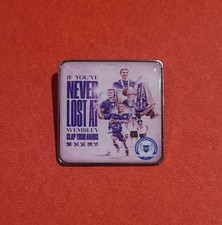 IF YOU'VE
NEVER
LOST AT
WEMBLEY
CLAP YOUR HANDS